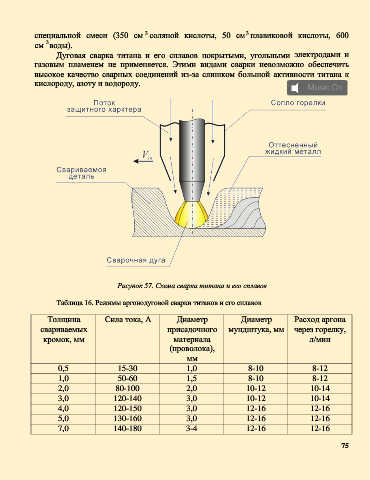 специальной смеси (350 см ³ соляной кислоты, 50 см ³ плавиковой кислоты, 600
см ³ воды).
Дуговая сварка титана и его сплавов покрытыми, угольными электродами и
газовым пламенем не применяется. Этими видами сварки невозможно обеспечить
высокое качество сварных соединений из-за слишком большой активности титана к
кислороду, азоту и водороду.
Music On
Поток
защитного харктера
Сопло горелки
Оттесненный
жидкий металл
Vсв
Свариваемоя
деталь
Сварочная дуга
Рисунок 57. Схема сварки титана и его сплавов
Таблица 16. Режимы аргонодуговой сварки титанов и его сплавов
Толщина свариваемых кромок, мм | Сила тока, А | Диаметр присадочного материала (проволока), мм | Диаметр мундштука, мм | Расход аргона через горелку, л/мин
0,5 15-30 1,0 8-10 8-12
1,0 50-60 1,5 8-10 8-12
2,0 80-100 2,0 10-12 10-14
3,0 120-140 3,0 10-12 10-14
4,0 120-150 3,0 12-16 12-16
5,0 130-160 3,0 12-16 12-16
7,0 140-180 3-4 12-16 12-16
75